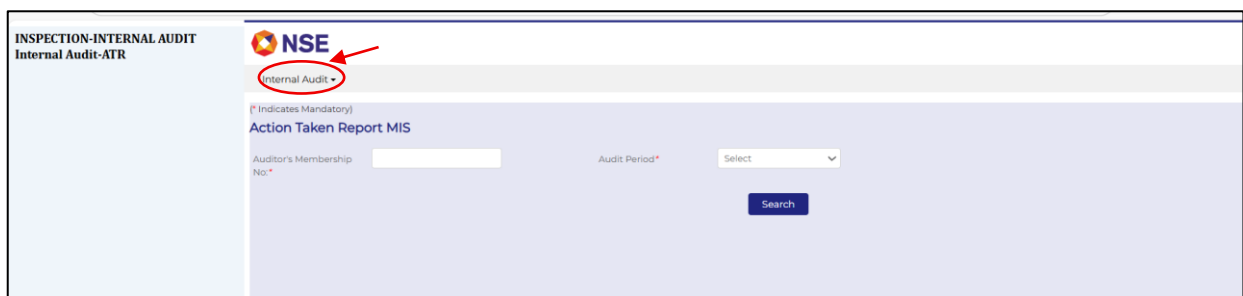 INSPECTION-INTERNAL AUDIT
Internal Audit-ATR
NSE
Internal Audit
(* Indicates Mandatory)
Action Taken Report MIS
Auditor's Membership
No:*
Audit Period*
Select
Search